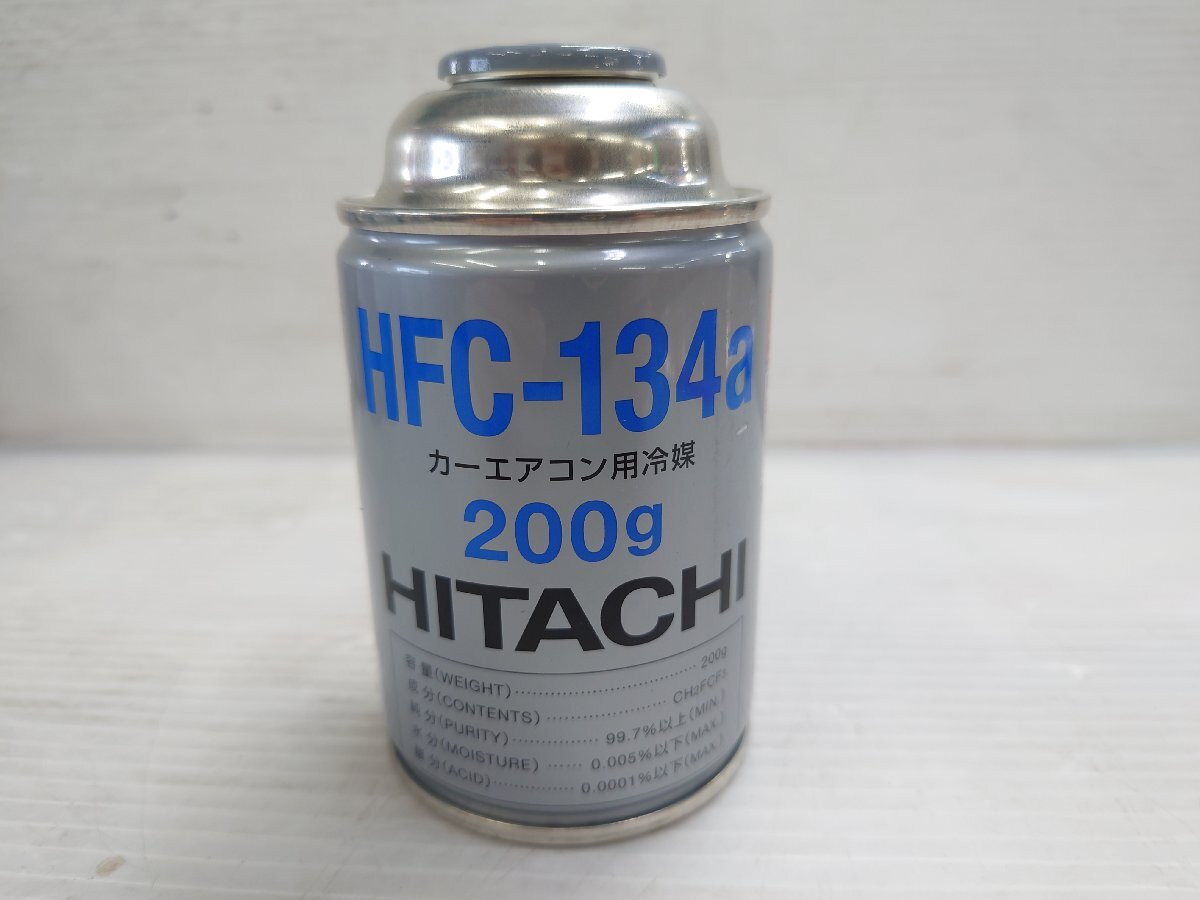 HFC-134a
カーエアコン用冷媒
200g
HITACHI
容量(WEIGHT)................................ 200g
成分(CONTENTS)..................... CH₂FCF₃
純分(PURITY)............... 99.7%以上(MIN.)
水分(MOISTURE)...... 0.005%以下(MAX.)
酸分(ACID)............... 0.0001%以下(MAX.)